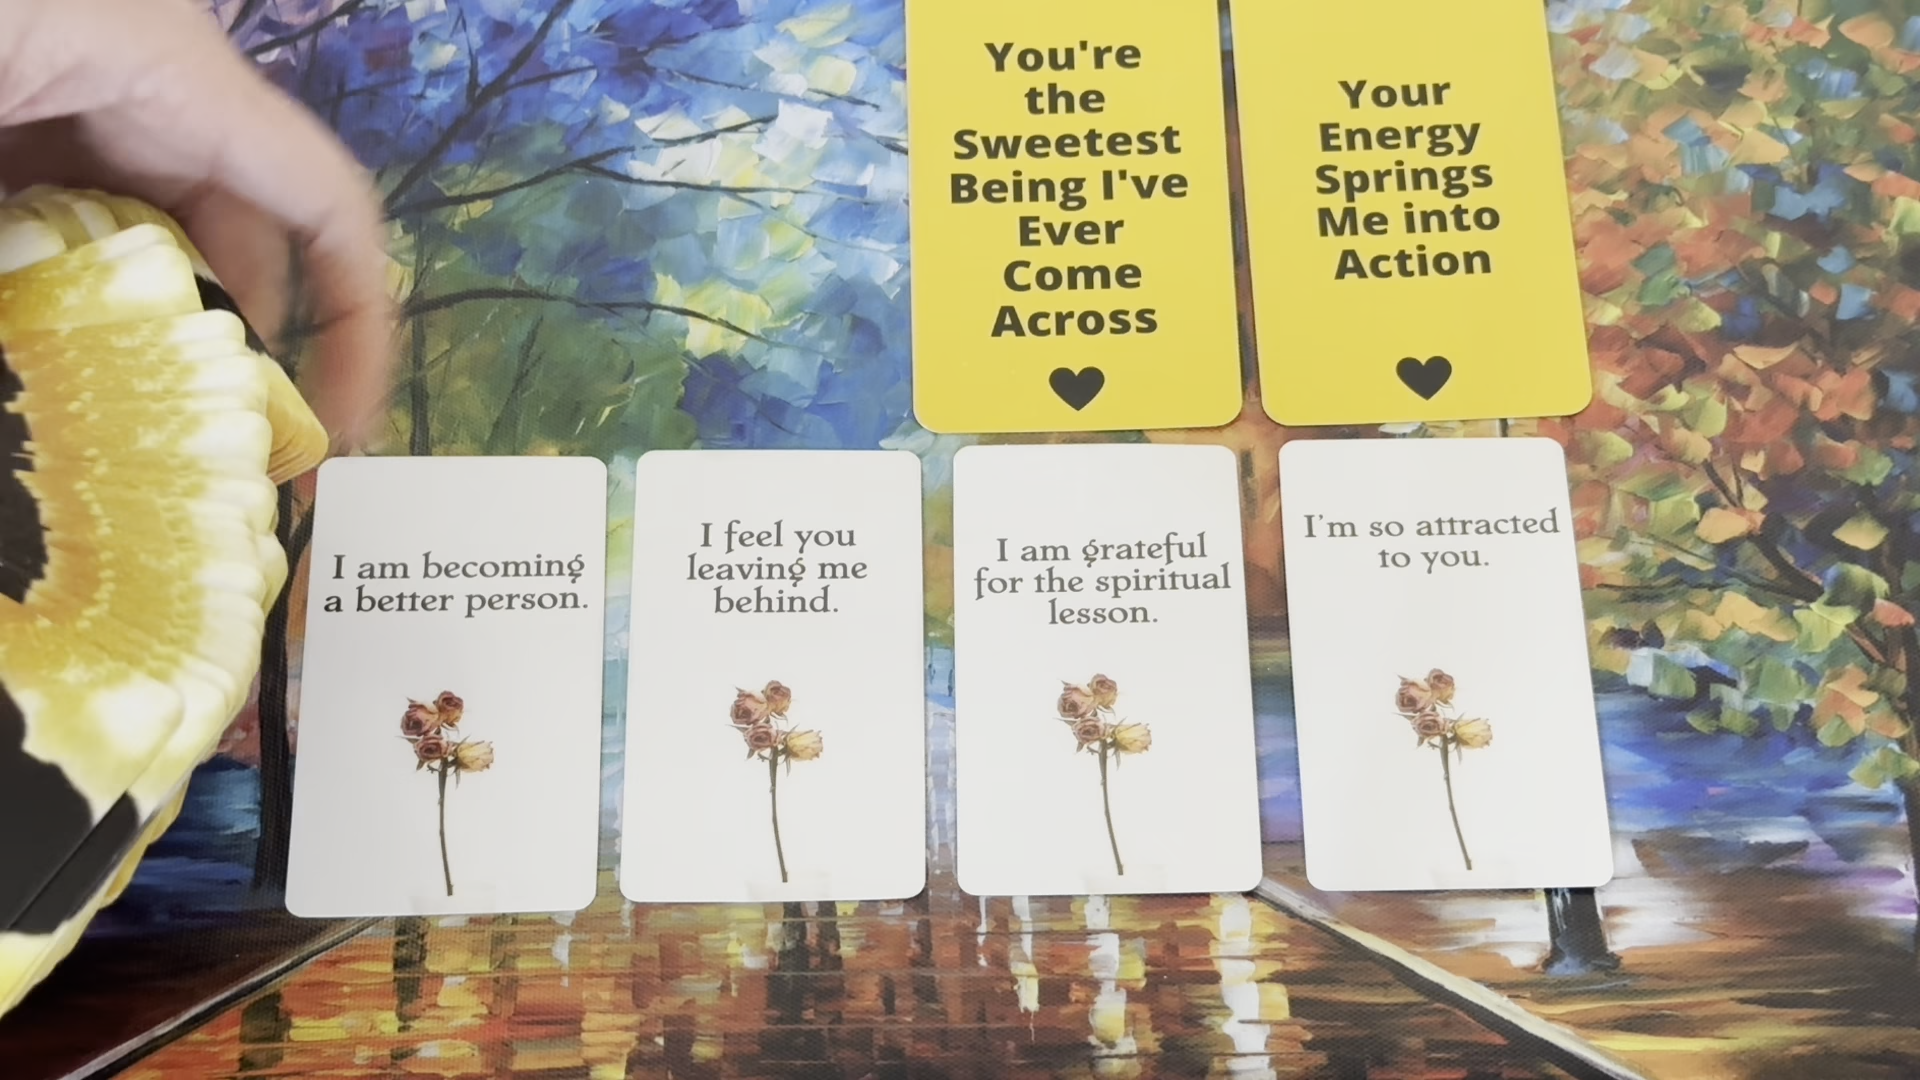 You're
the
Sweetest
Being I've
Ever
Come
Across
Your
Energy
Springs
Me into
Action
I am becoming
a better person.
I feel you
leaving me
behind.
I am grateful
for the spiritual
lesson.
I'm so attracted
to you.